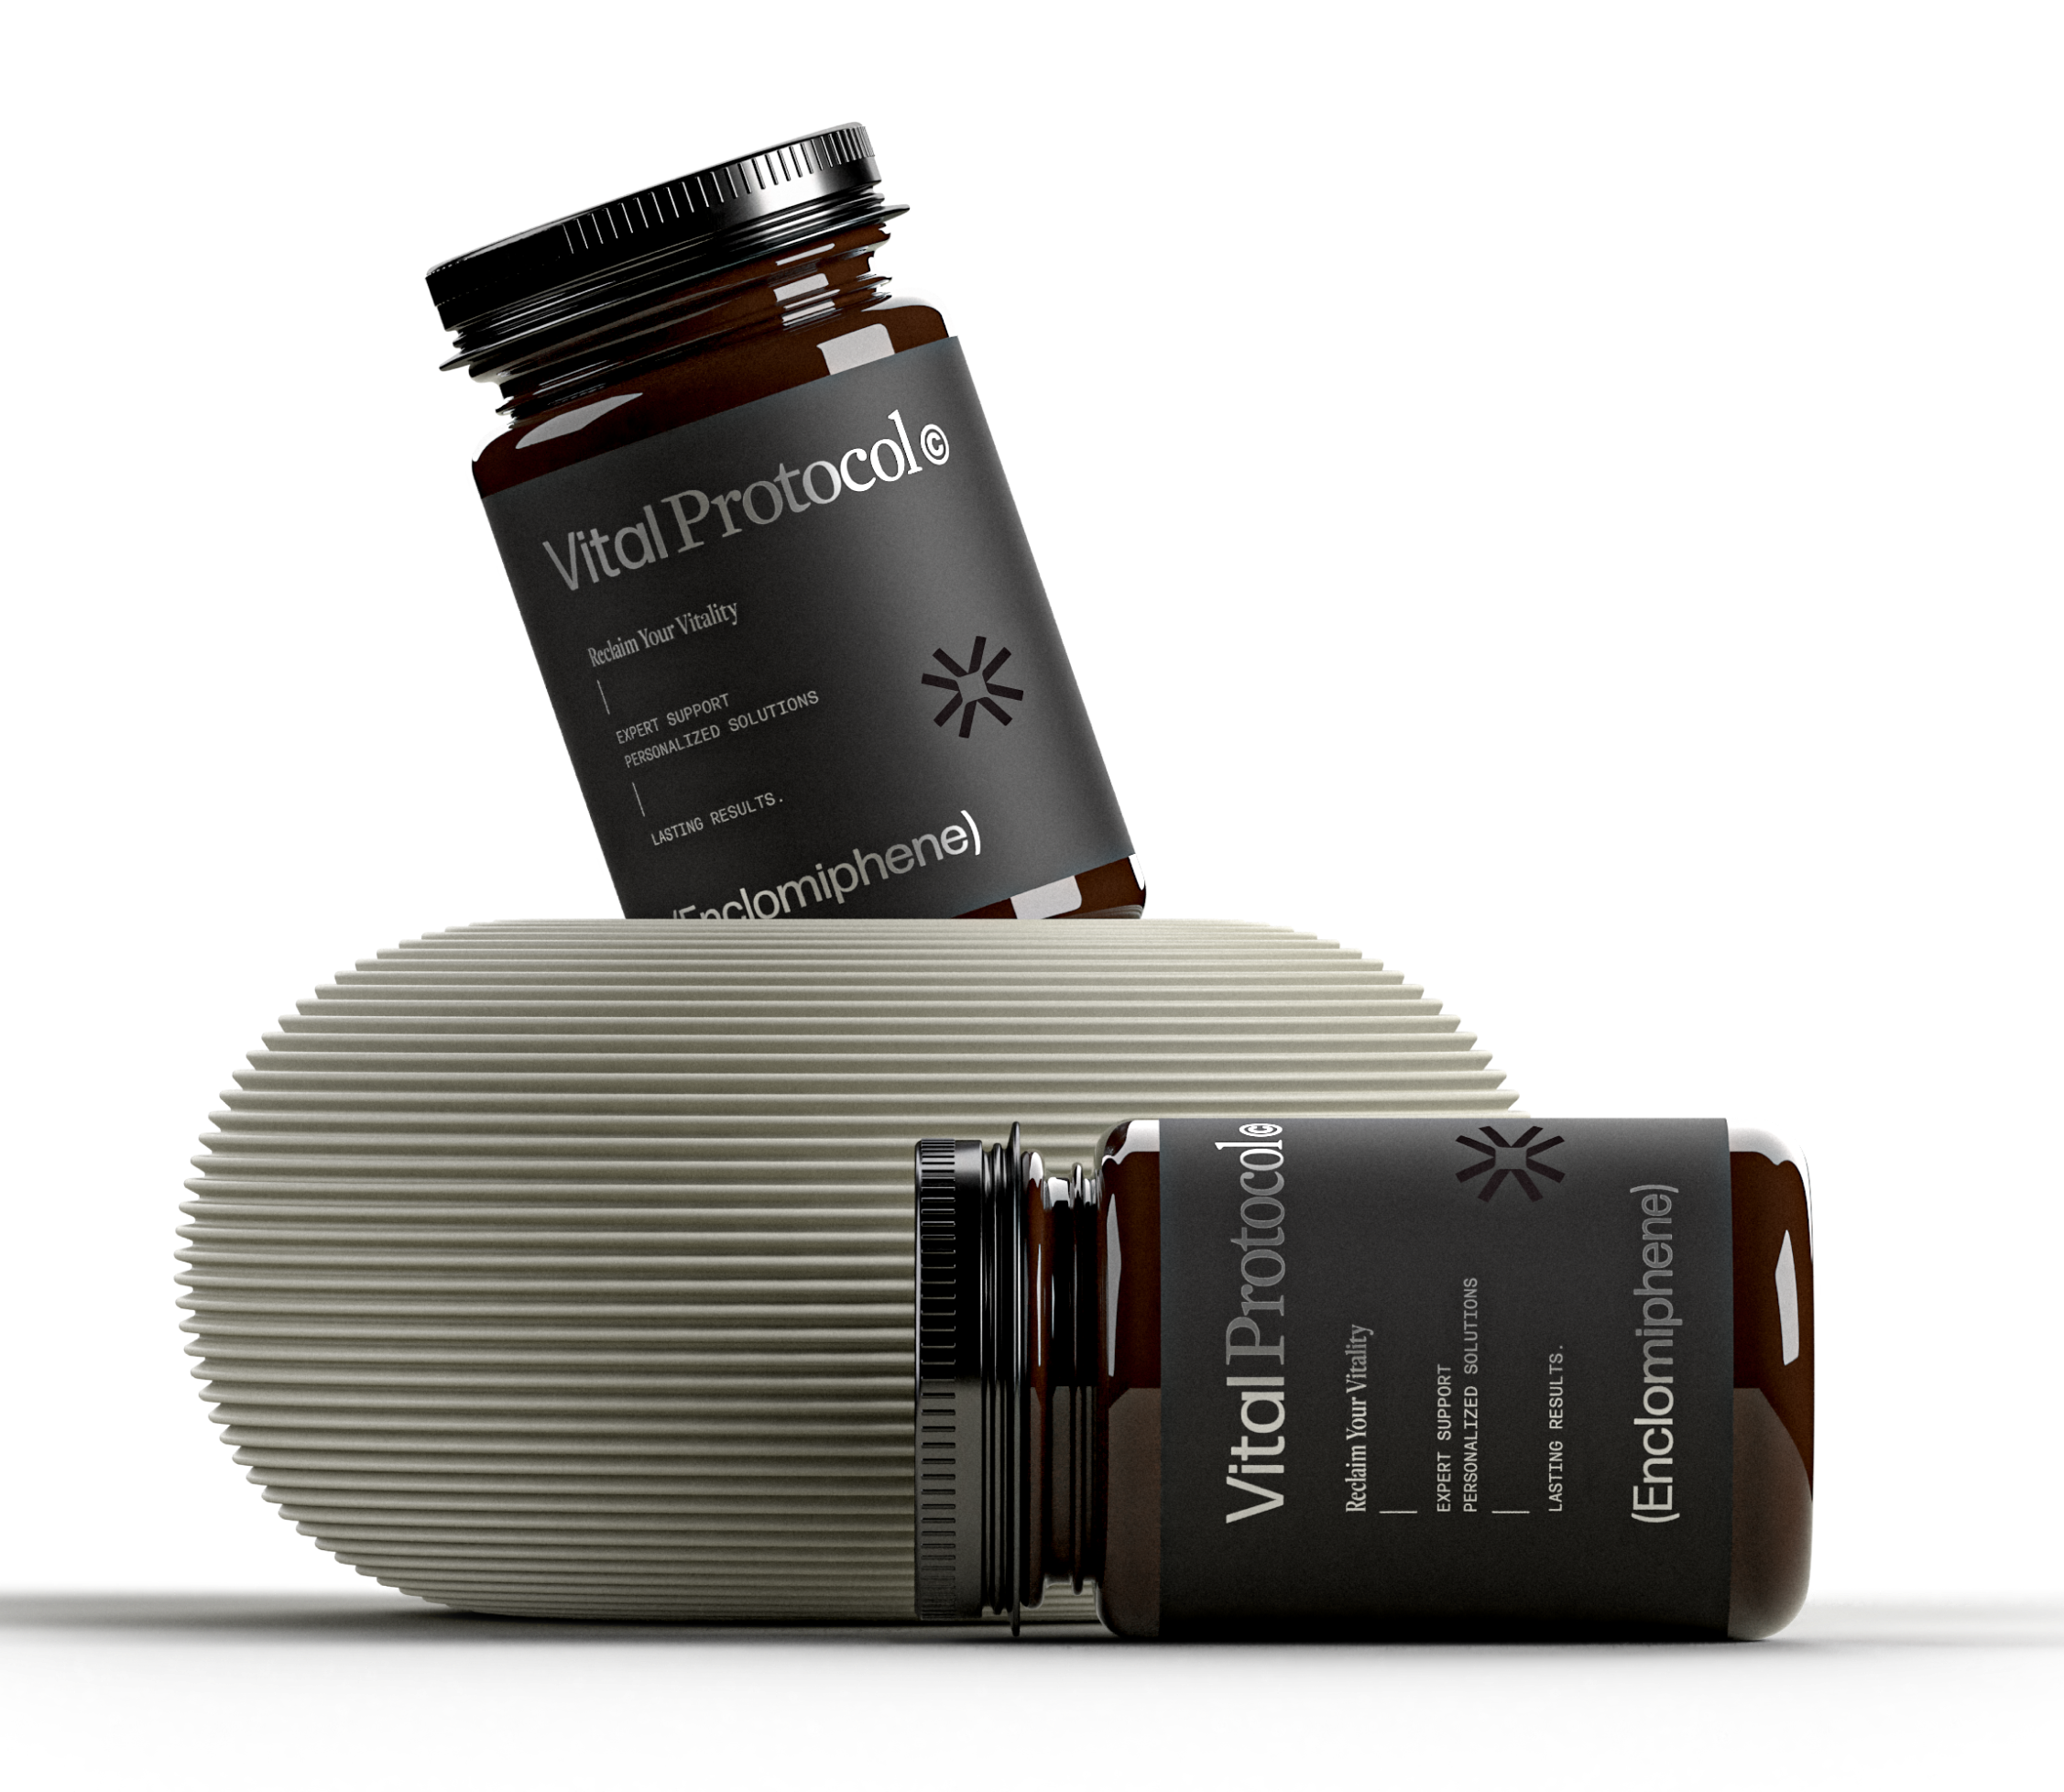 Vital Protocol©
Reclaim Your Vitality
EXPERT SUPPORT
PERSONALIZED SOLUTIONS
LASTING RESULTS.
(Enclomiphene)
Vital Protocol©
Reclaim Your Vitality
EXPERT SUPPORT
PERSONALIZED SOLUTIONS
LASTING RESULTS.
(Enclomiphene)